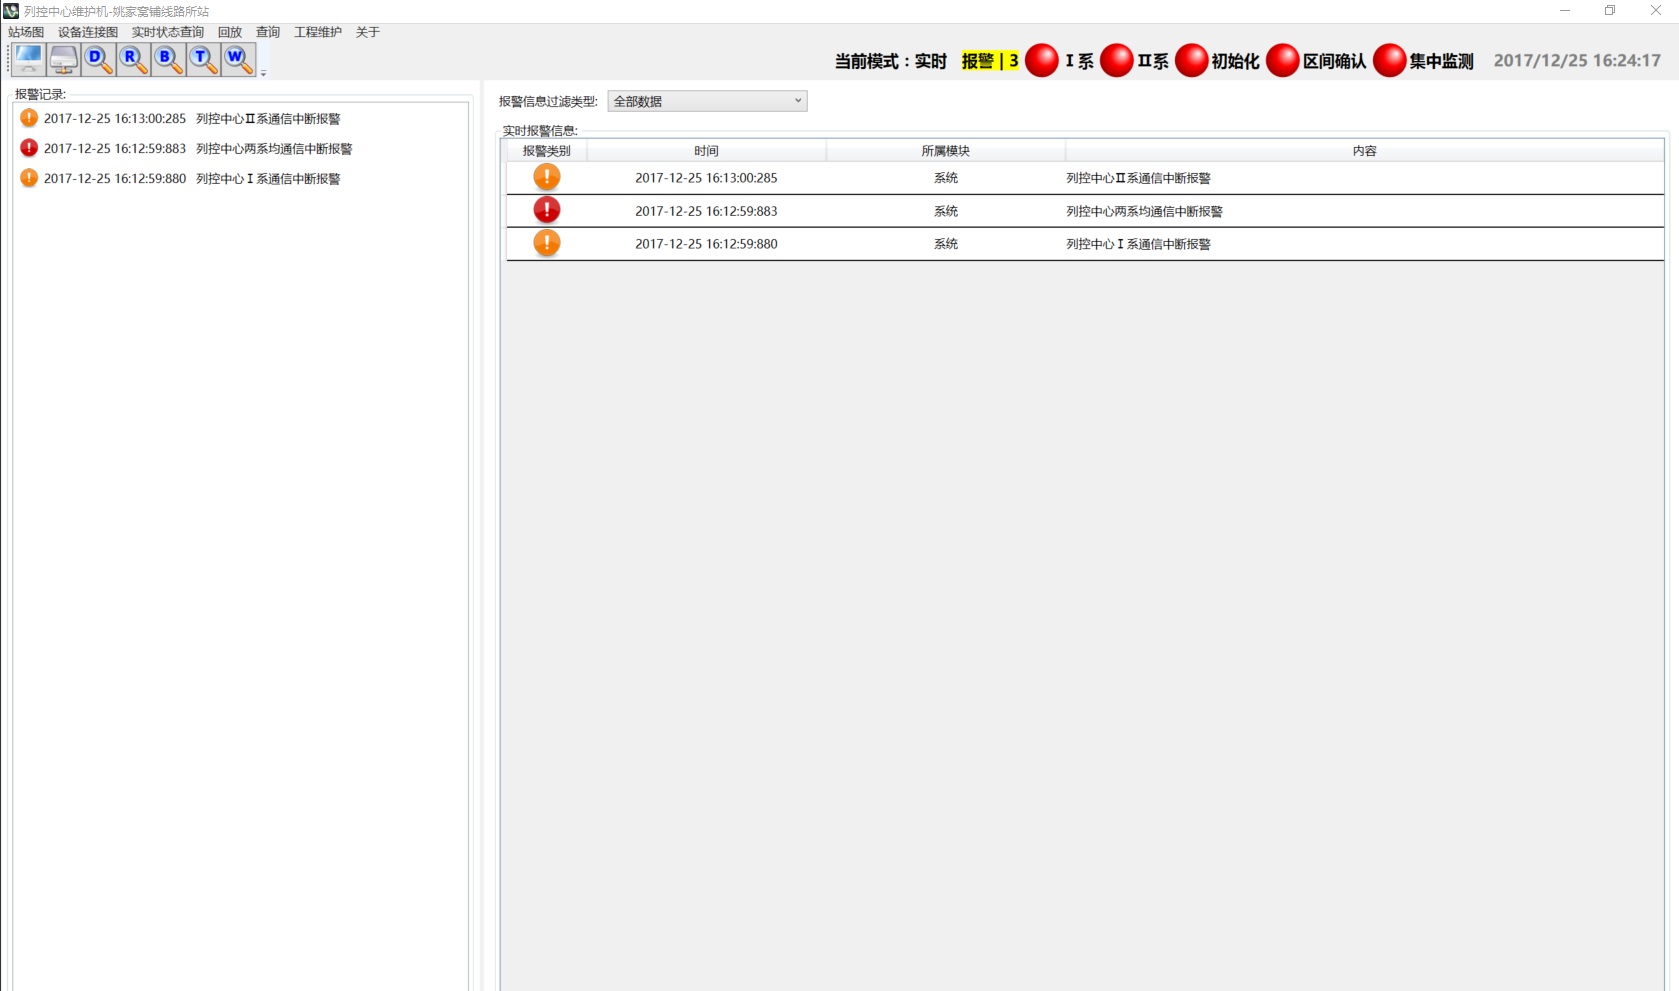 列控中心维护机-姚家窝铺线路所站
站场图 设备连接图 实时状态查询 回放 查询 工程维护 关于
D R B T W
当前模式：实时 报警 | 3 Ⅰ系 Ⅱ系 初始化 区间确认 集中监测 2017/12/25 16:24:17
报警记录:
2017-12-25 16:13:00:285 列控中心Ⅱ系通信中断报警
2017-12-25 16:12:59:883 列控中心两系均通信中断报警
2017-12-25 16:12:59:880 列控中心Ⅰ系通信中断报警
报警信息过滤类型: 全部数据
实时报警信息:
报警类别 时间 所属模块 内容
2017-12-25 16:13:00:285 系统 列控中心Ⅱ系通信中断报警
2017-12-25 16:12:59:883 系统 列控中心两系均通信中断报警
2017-12-25 16:12:59:880 系统 列控中心Ⅰ系通信中断报警